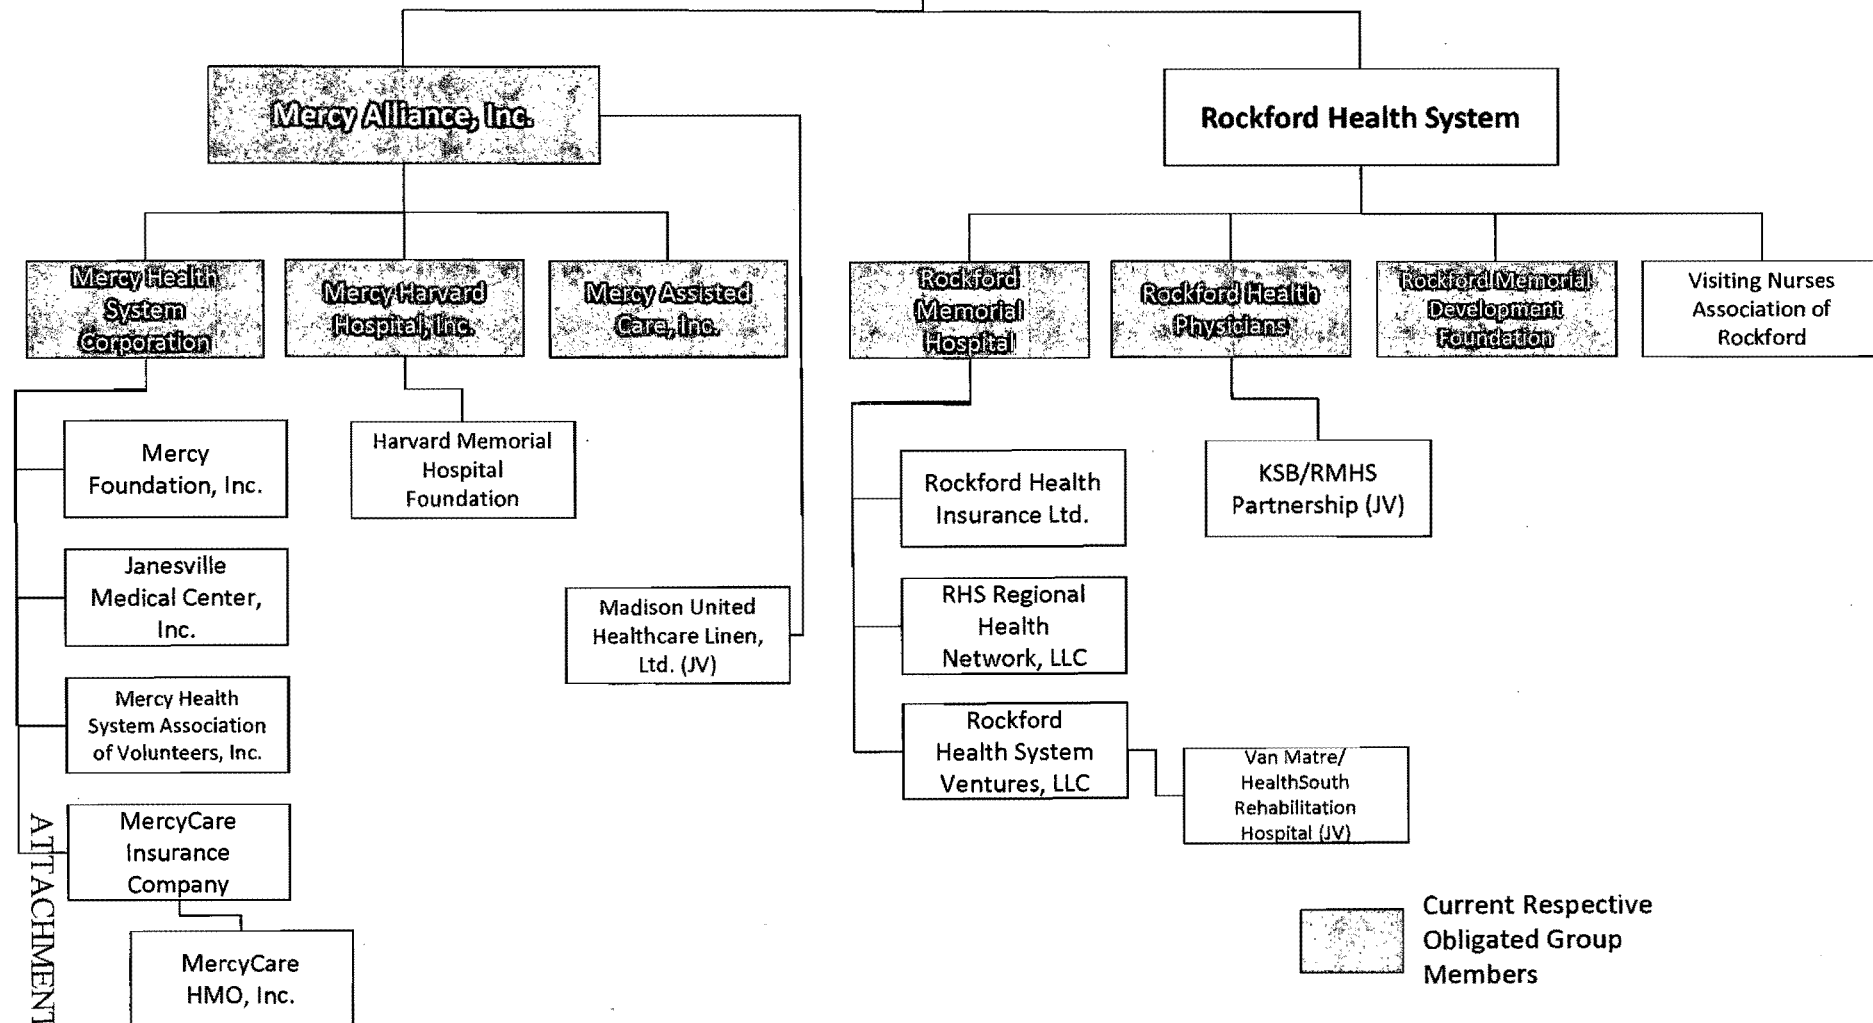 Mercy Alliance, Inc.
Rockford Health System
Mercy Health
System
Corporation
Mercy Harvard
Hospital, Inc.
Mercy Assisted
Care, Inc.
Rockford
Memorial
Hospital
Rockford Health
Physicians
Rockford Memorial
Development
Foundation
Visiting Nurses
Association of
Rockford
Mercy
Foundation, Inc.
Harvard Memorial
Hospital
Foundation
Rockford Health
Insurance Ltd.
KSB/RMHS
Partnership (JV)
Janesville
Medical Center,
Inc.
Madison United
Healthcare Linen,
Ltd. (JV)
RHS Regional
Health
Network, LLC
Mercy Health
System Association
of Volunteers, Inc.
Rockford
Health System
Ventures, LLC
Van Matre/
HealthSouth
Rehabilitation
Hospital (JV)
MercyCare
Insurance
Company
MercyCare
HMO, Inc.
Current Respective
Obligated Group
Members
ATTACHMENT